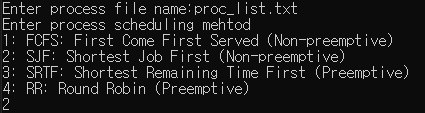 Enter process file name:proc_list.txt
Enter process scheduling mehtod
1: FCFS: First Come First Served (Non-preemptive)
2: SJF: Shortest Job First (Non-preemptive)
3: SRTF: Shortest Remaining Time First (Preemptive)
4: RR: Round Robin (Preemptive)
2